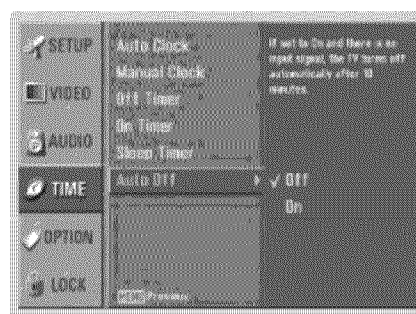 SETUP
VIDEO
AUDIO
TIME
OPTION
LOCK
Auto Clock
Manual Clock
Off Timer
On Timer
Sleep Timer
Auto Off
If set to On and there is no
input signal, the TV turns off
automatically after 10
minutes.
Off
On
MENU Previous